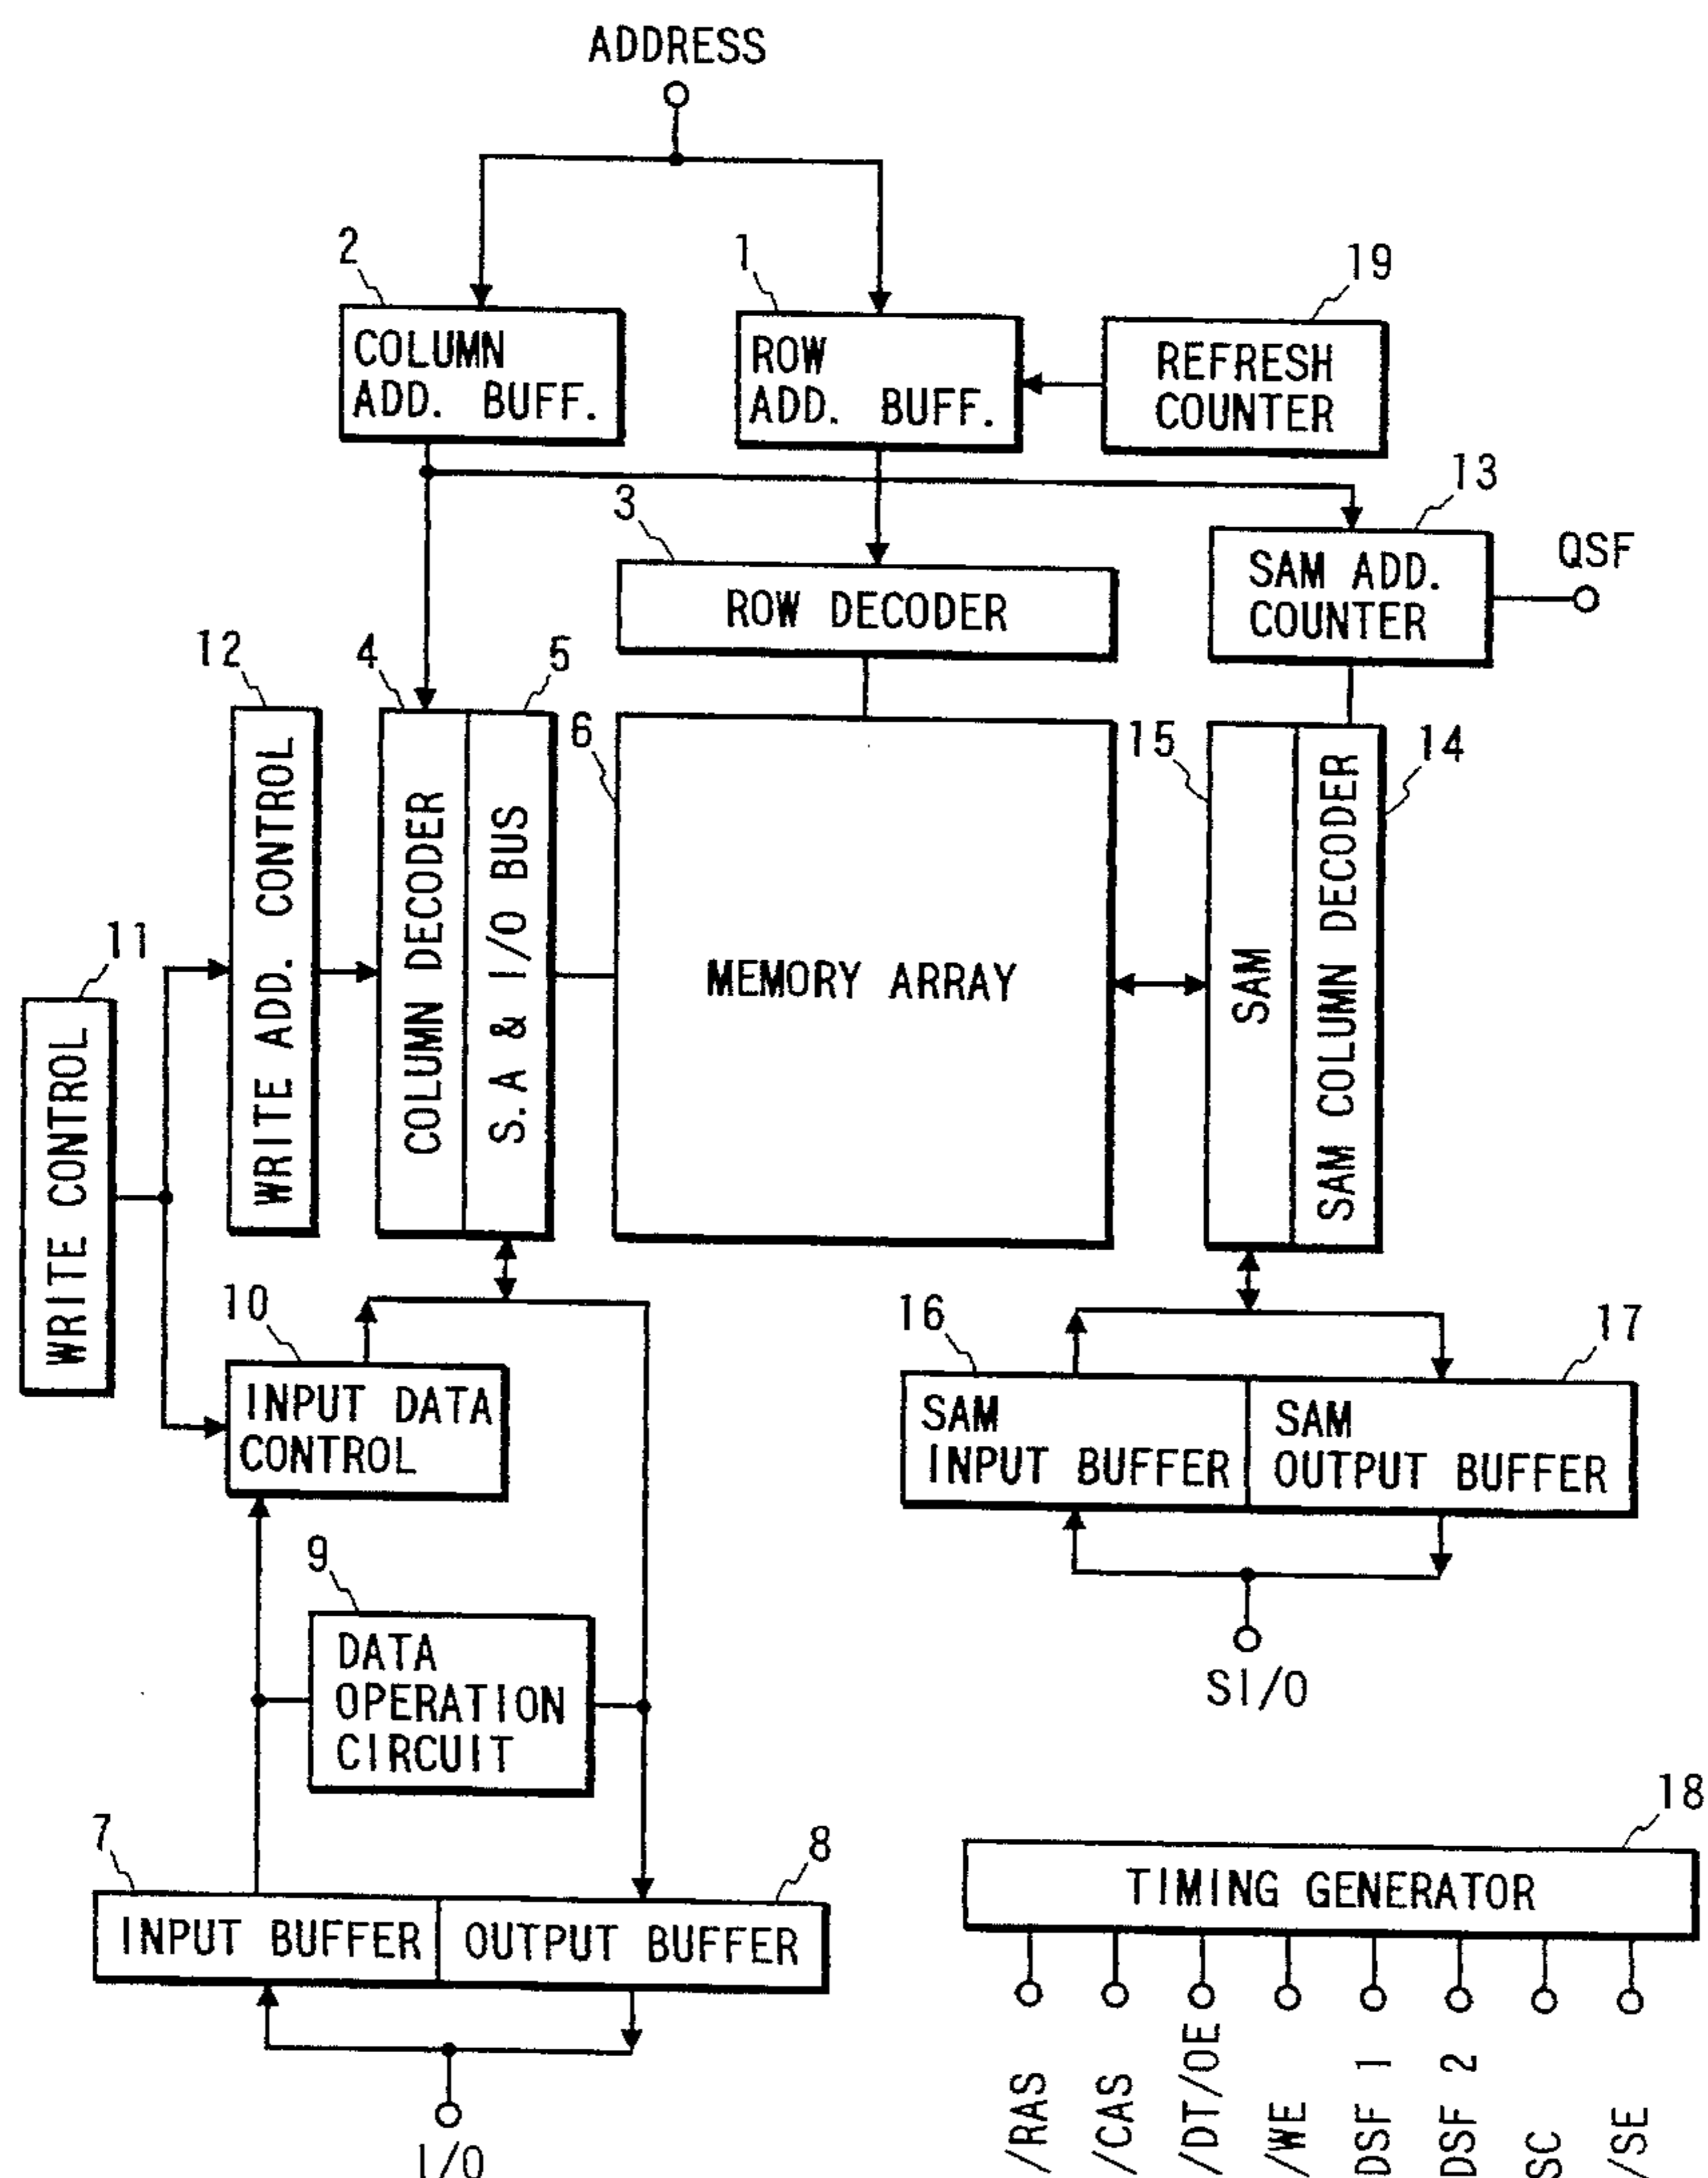 ADDRESS
2
1
19
COLUMN
ADD. BUFF.
ROW
ADD. BUFF.
REFRESH
COUNTER
3
13
ROW DECODER
SAM ADD.
COUNTER
QSF
12
4
5
6
15
14
11
WRITE CONTROL
WRITE ADD. CONTROL
COLUMN DECODER
S.A & I/O BUS
MEMORY ARRAY
SAM
SAM COLUMN DECODER
10
INPUT DATA
CONTROL
16
17
SAM
INPUT BUFFER
SAM
OUTPUT BUFFER
9
DATA
OPERATION
CIRCUIT
SI/O
7
8
INPUT BUFFER
OUTPUT BUFFER
I/O
18
TIMING GENERATOR
/RAS
/CAS
/DT/OE
/WE
DSF 1
DSF 2
SC
/SE